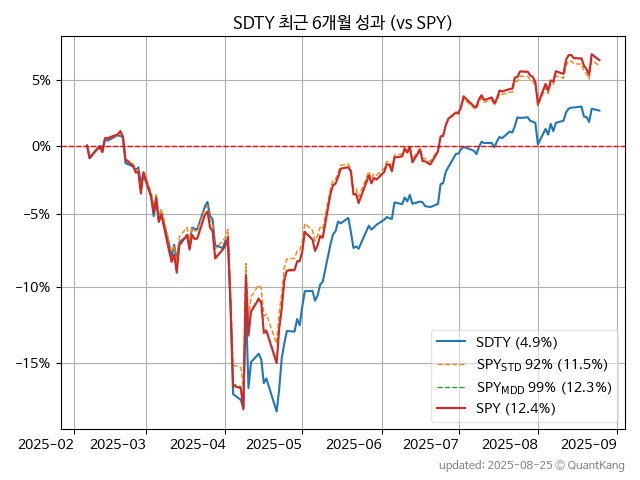 SDTY 최근 6개월 성과 (vs SPY)
5%
0%
−5%
−10%
−15%
SDTY (4.9%)
SPY_STD 92% (11.5%)
SPY_MDD 99% (12.3%)
SPY (12.4%)
2025-02 2025-03 2025-04 2025-05 2025-06 2025-07 2025-08 2025-09
updated: 2025-08-25 © QuantKang